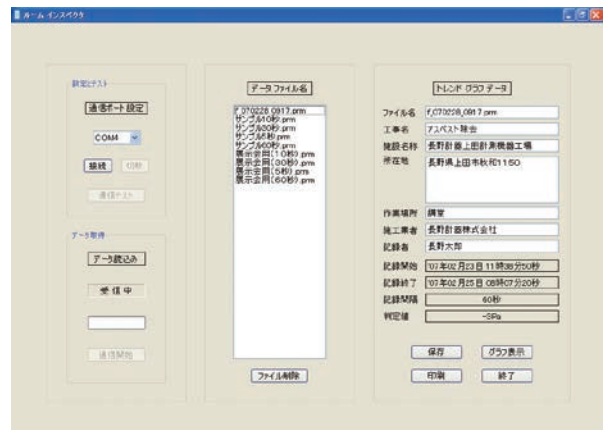 ルーム インスペクタ
設定とテスト
通信ポート設定
COM4
接続
切断
通信テスト
データ取得
データ読込み
受信中
通信開始
データファイル名
f_070228_0917.prm
サンプル10秒.prm
サンプル30秒.prm
サンプル5秒.prm
サンプル60秒.prm
展示会用(10秒).prm
展示会用(30秒).prm
展示会用(5秒).prm
展示会用(60秒).prm
ファイル削除
トレンド グラフ データ
ファイル名 f_070228_0917.prm
工事名 アスベスト除去
施設名称 長野計器上田計測機器工場
所在地 長野県上田市秋和1150
作業場所 講堂
施工業者 長野計器株式会社
記録者 長野太郎
記録開始 '07年02月23日 11時38分50秒
記録終了 '07年02月25日 08時07分20秒
記録間隔 60秒
判定値 -3Pa
保存 グラフ表示
印刷 終了